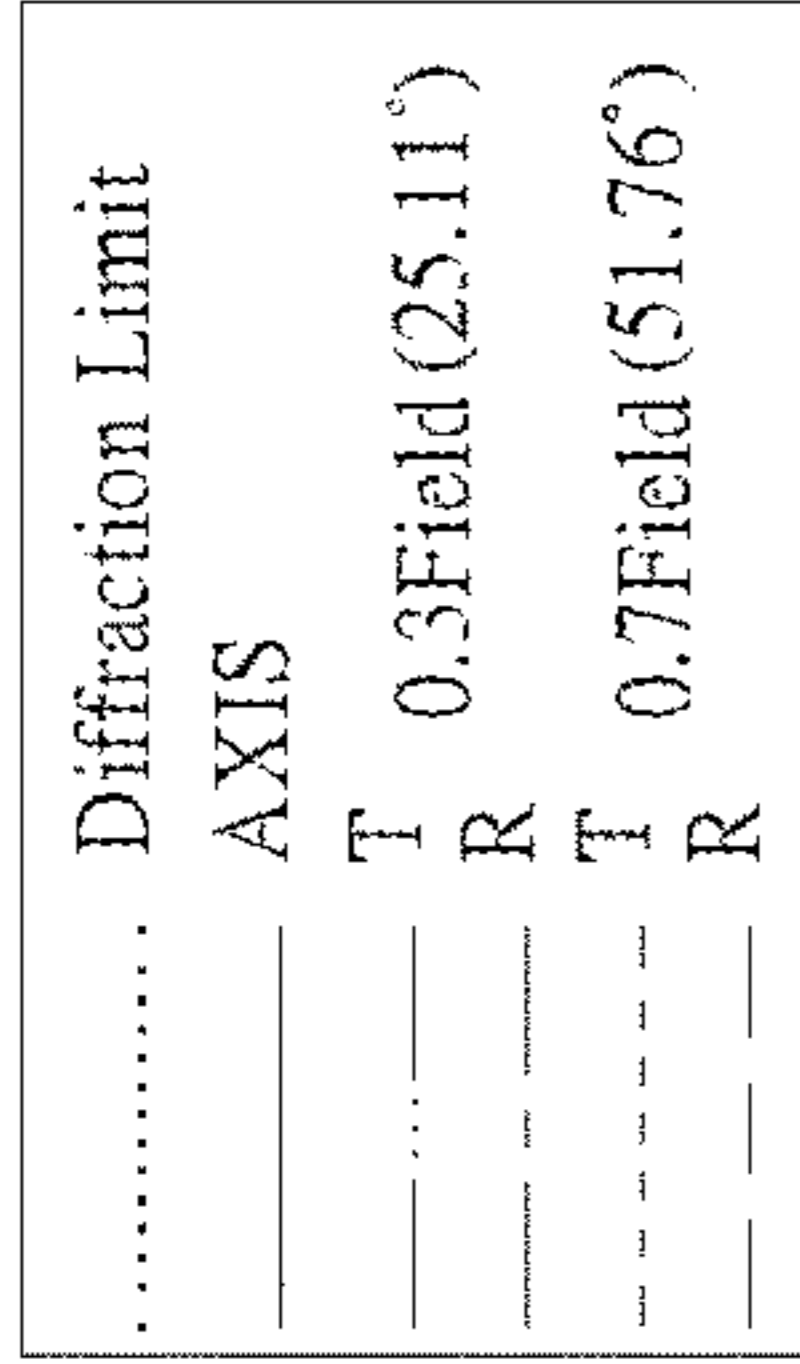 Diffraction Limit
AXIS
T 0.3Field (25.11°)
R
T 0.7Field (51.76°)
R